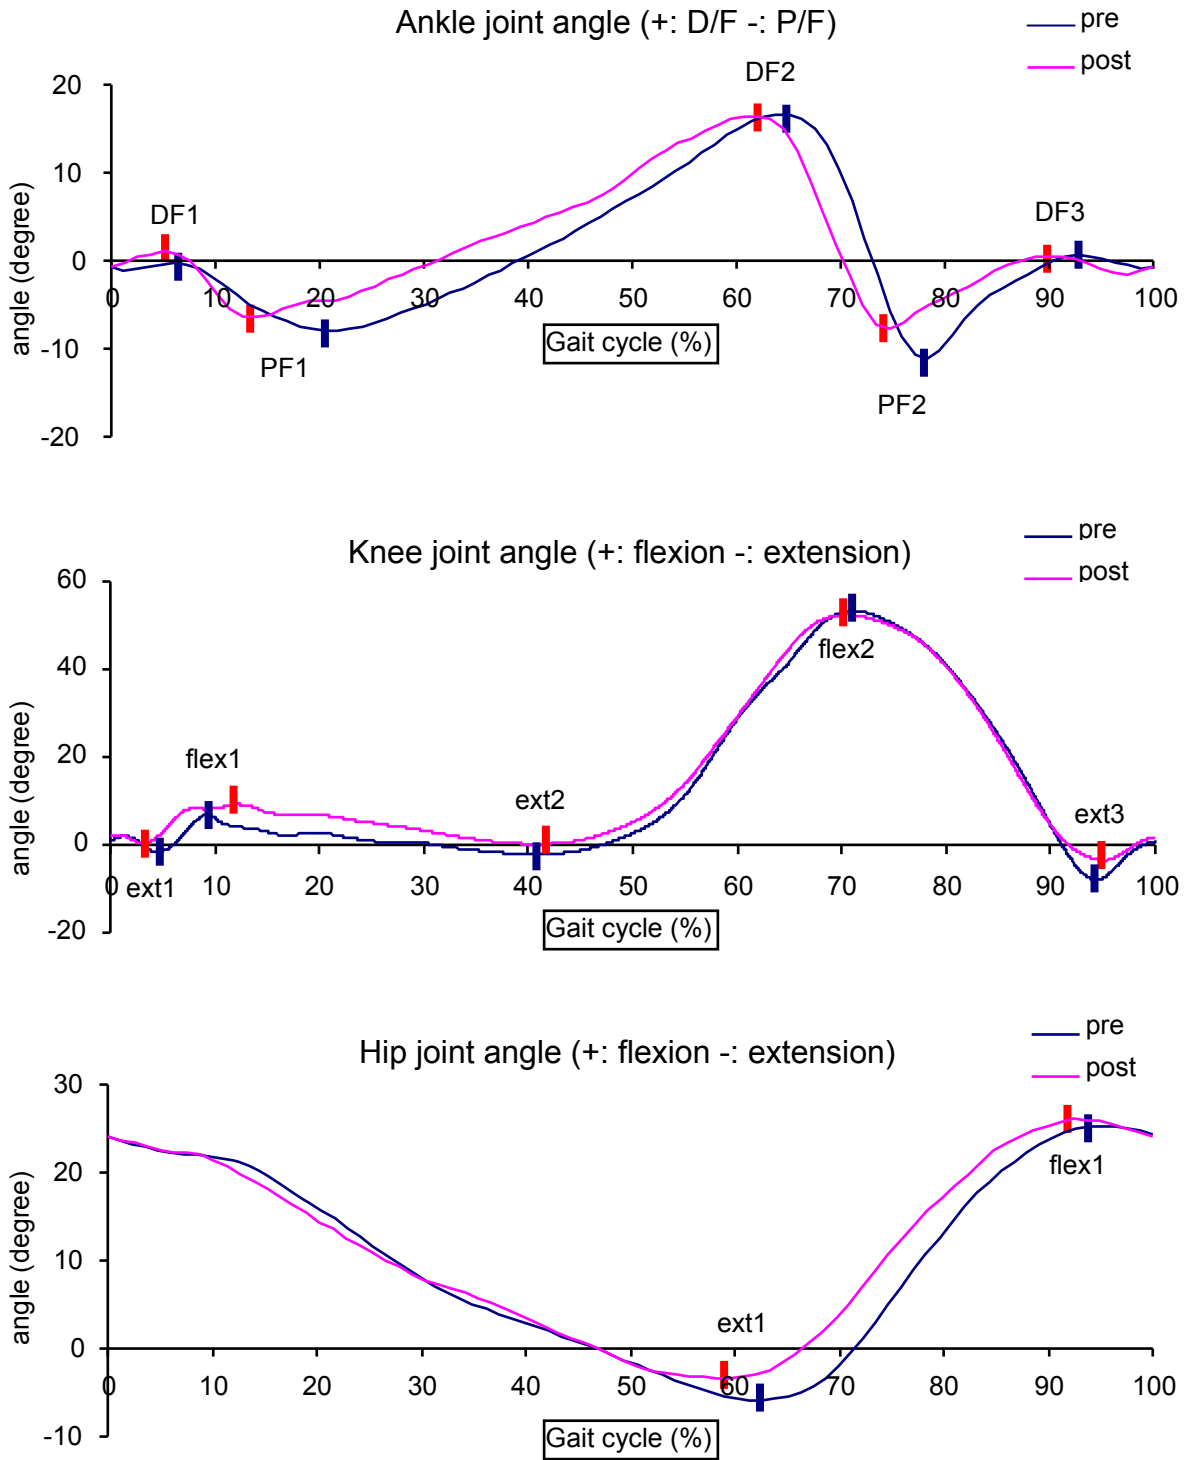 Ankle joint angle (+: D/F -: P/F)
pre
post
angle (degree)
20
10
0
-10
-20
DF1
PF1
DF2
PF2
DF3
0 10 20 30 40 50 60 70 80 90 100
Gait cycle (%)
Knee joint angle (+: flexion -: extension)
pre
post
angle (degree)
60
40
20
0
-20
ext1
flex1
ext2
flex2
ext3
0 10 20 30 40 50 60 70 80 90 100
Gait cycle (%)
Hip joint angle (+: flexion -: extension)
pre
post
angle (degree)
30
20
10
0
-10
ext1
flex1
0 10 20 30 40 50 60 70 80 90 100
Gait cycle (%)